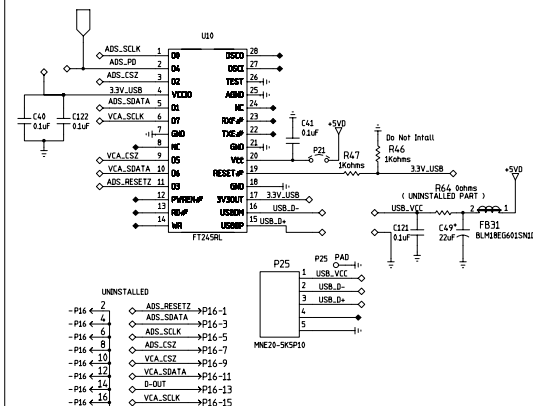 U10
FT245RL
ADS_SCLK 1 D0
ADS_PD 2 D4
ADS_CSZ 3 D2
3.3V_USB 4 VCCIO
ADS_SDATA 5 D1
VCA_SCLK 6 D7
7 GND
8 NC
VCA_CSZ 9 D5
VCA_SDATA 10 D6
ADS_RESETZ 11 D3
12 PWREN#
13 RD#
14 WR
28 OSCO
27 OSCI
26 TEST
25 AGND
24 NC
23 RXF#
22 TXE#
21 GND
20 Vcc
19 RESET#
18 GND
17 3V3OUT 3.3V_USB
16 USBDM USB_D-
15 USBDP USB_D+
C40
0.1uF
C122
0.1uF
C41
0.1uF
+5VD
P21
R47
1Kohms
Do Not Intall
R46
1Kohms
3.3V_USB
R64 0ohms
( UNINSTALLED PART )
+5VD
USB_VCC
2 1
FB31
BLM18EG601SN1D
C121
0.1uF
C49
+
22uF
P25
P25 PAD
1 USB_VCC
2 USB_D-
3 USB_D+
4
5
MNE20-5K5P10
UNINSTALLED
-P16 2 ADS_RESETZ P16-1
-P16 4 ADS_SDATA P16-3
-P16 6 ADS_SCLK P16-5
-P16 8 ADS_CSZ P16-7
-P16 10 VCA_CSZ P16-9
-P16 12 VCA_SDATA P16-11
-P16 14 D-OUT P16-13
-P16 16 VCA_SCLK P16-15